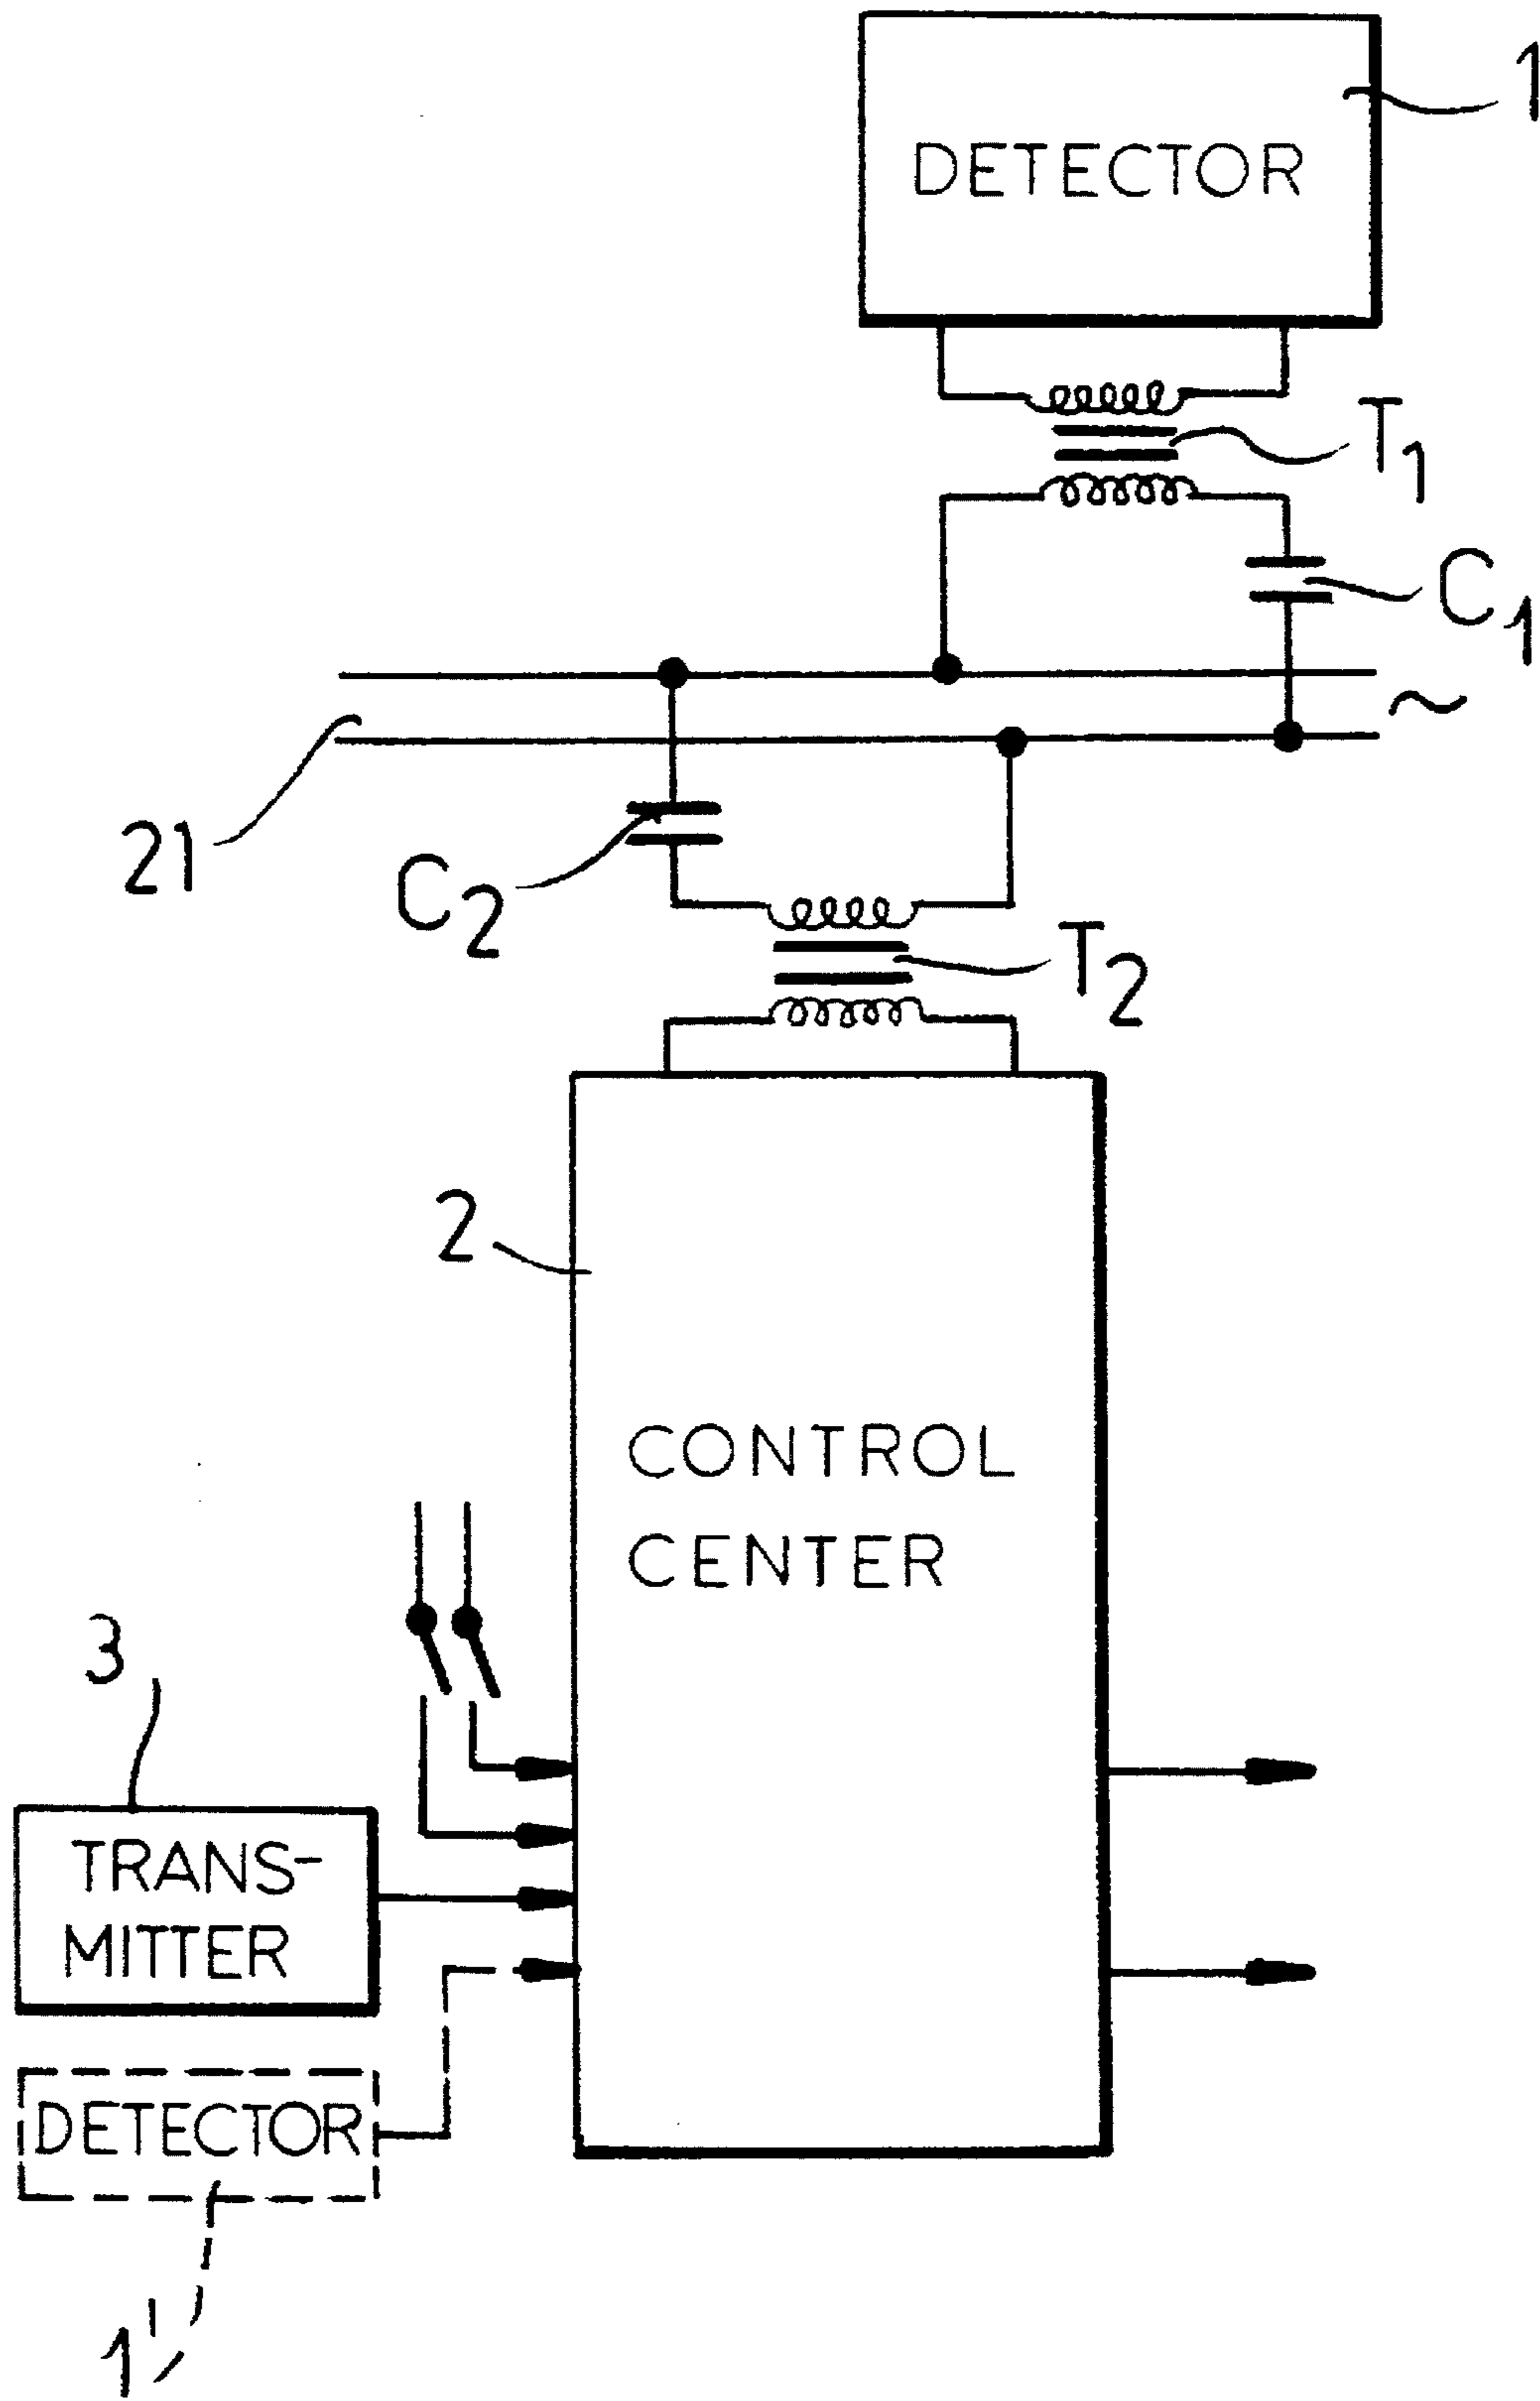 1
DETECTOR
T1
C1
~
21
C2
T2
2
CONTROL
CENTER
3
TRANS-
MITTER
DETECTOR
1'